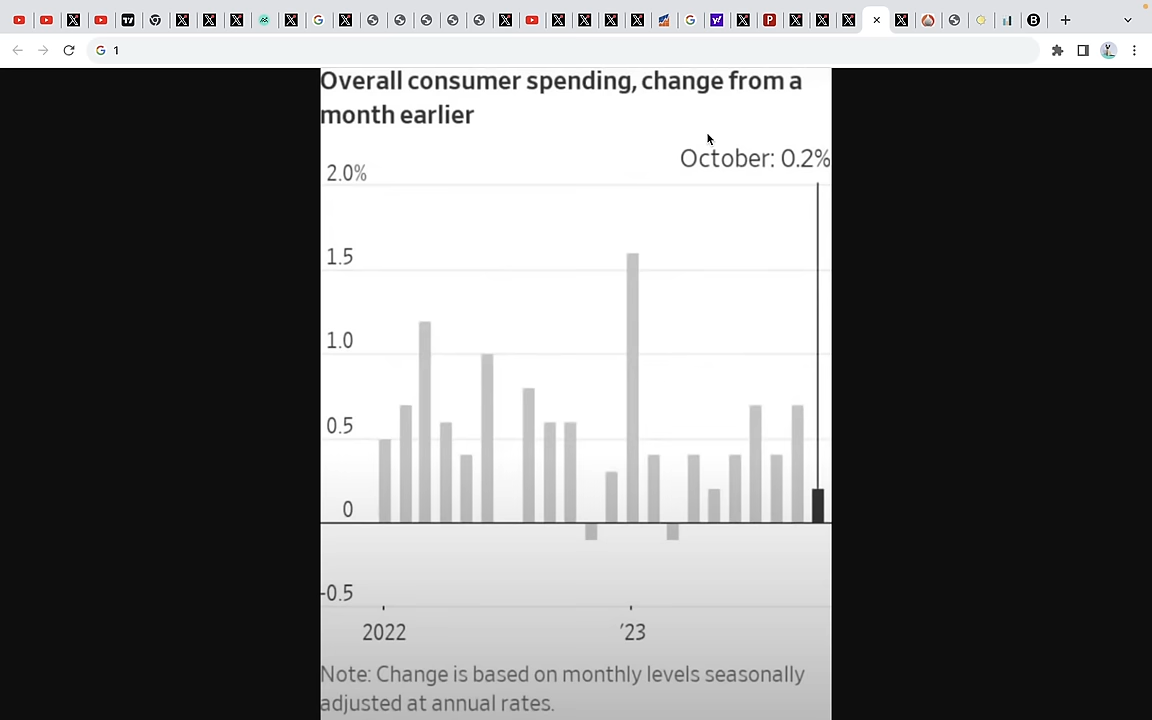 1
Overall consumer spending, change from a
month earlier
October: 0.2%
2.0%
1.5
1.0
0.5
0
-0.5
2022
'23
Note: Change is based on monthly levels seasonally
adjusted at annual rates.